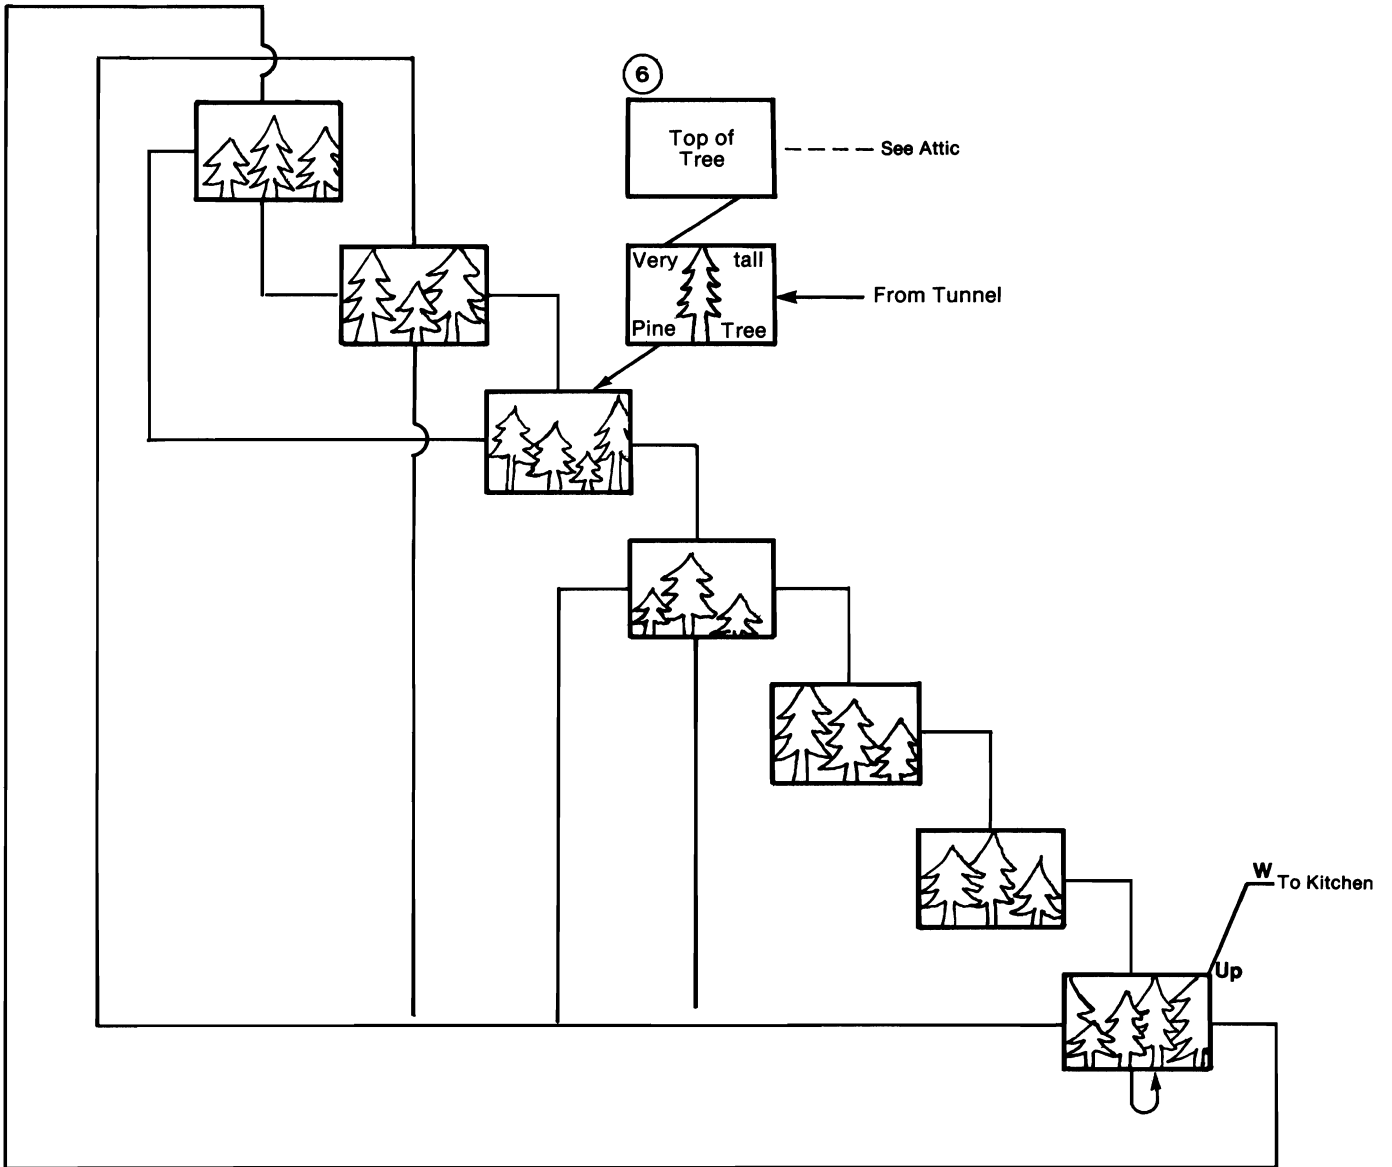 6
Top of
Tree
See Attic
Very tall
From Tunnel
Pine Tree
W
To Kitchen
Up